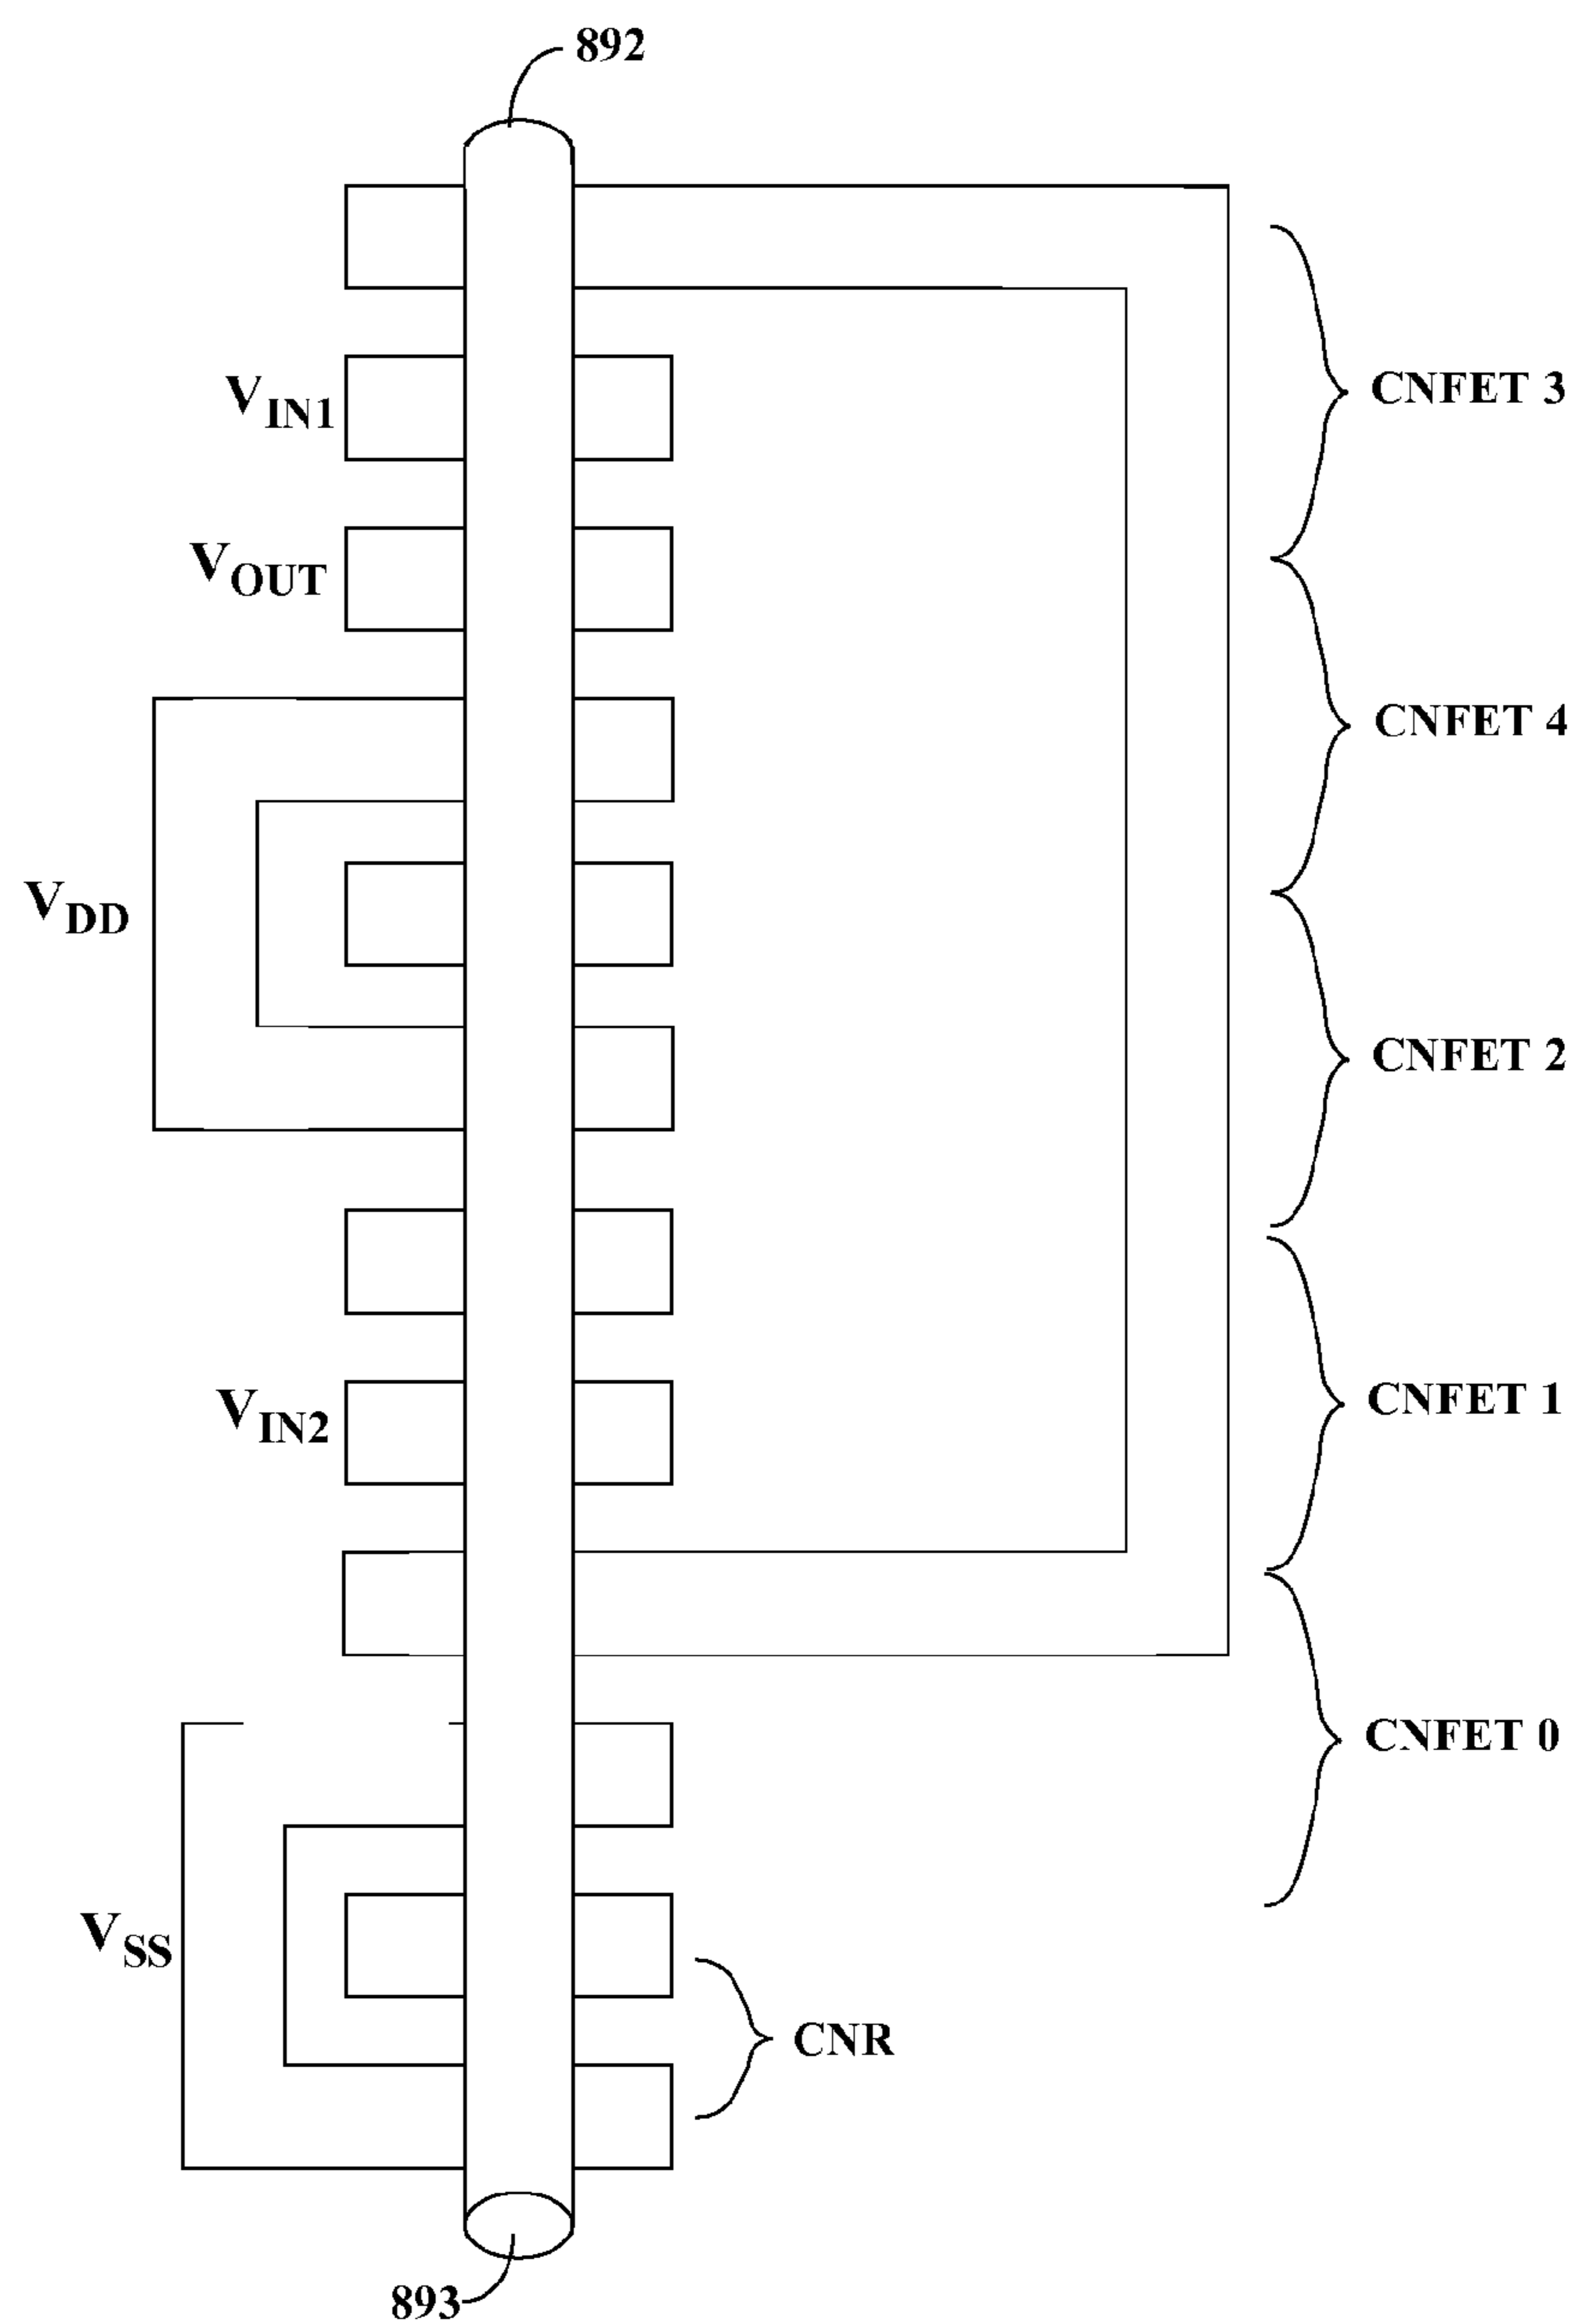 892
VIN1
CNFET 3
VOUT
CNFET 4
VDD
CNFET 2
VIN2
CNFET 1
CNFET 0
VSS
CNR
893